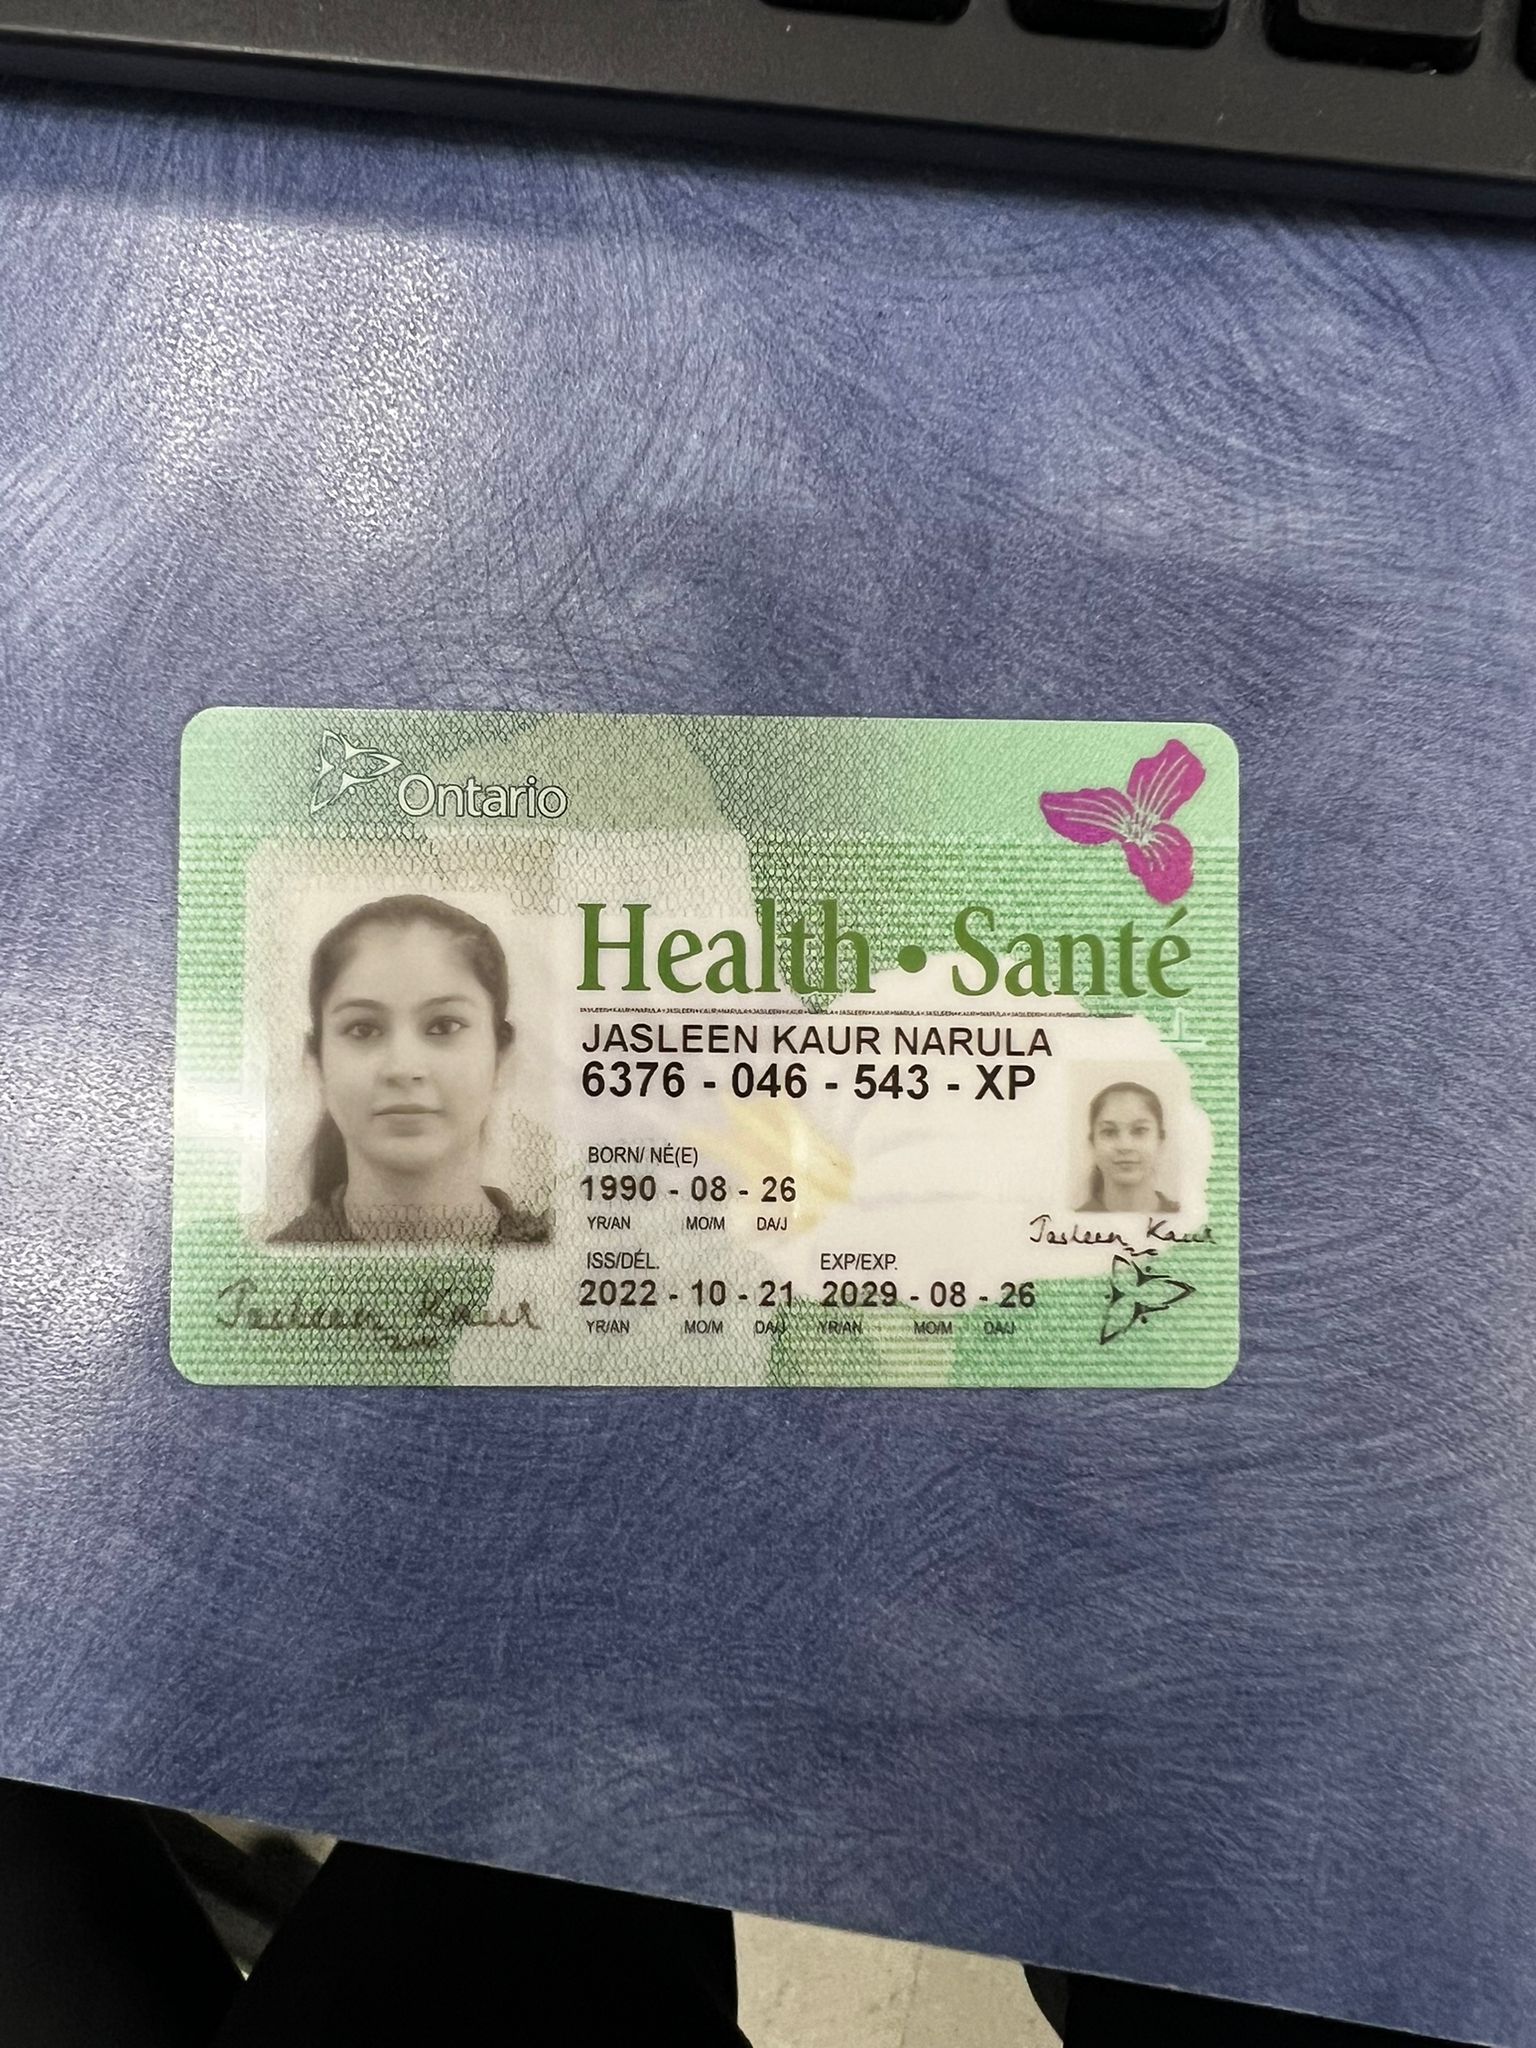 Ontario
Health • Santé
JASLEEN KAUR NARULA
6376 - 046 - 543 - XP
BORN/ NÉ(E)
1990 - 08 - 26
YR/AN MO/M DA/J
Jasleen Kaur
ISS/DÉL. EXP/EXP.
2022 - 10 - 21 2029 - 08 - 26
YR/AN MO/M DA/J YR/AN MO/M DA/J
Jasleen Kaur